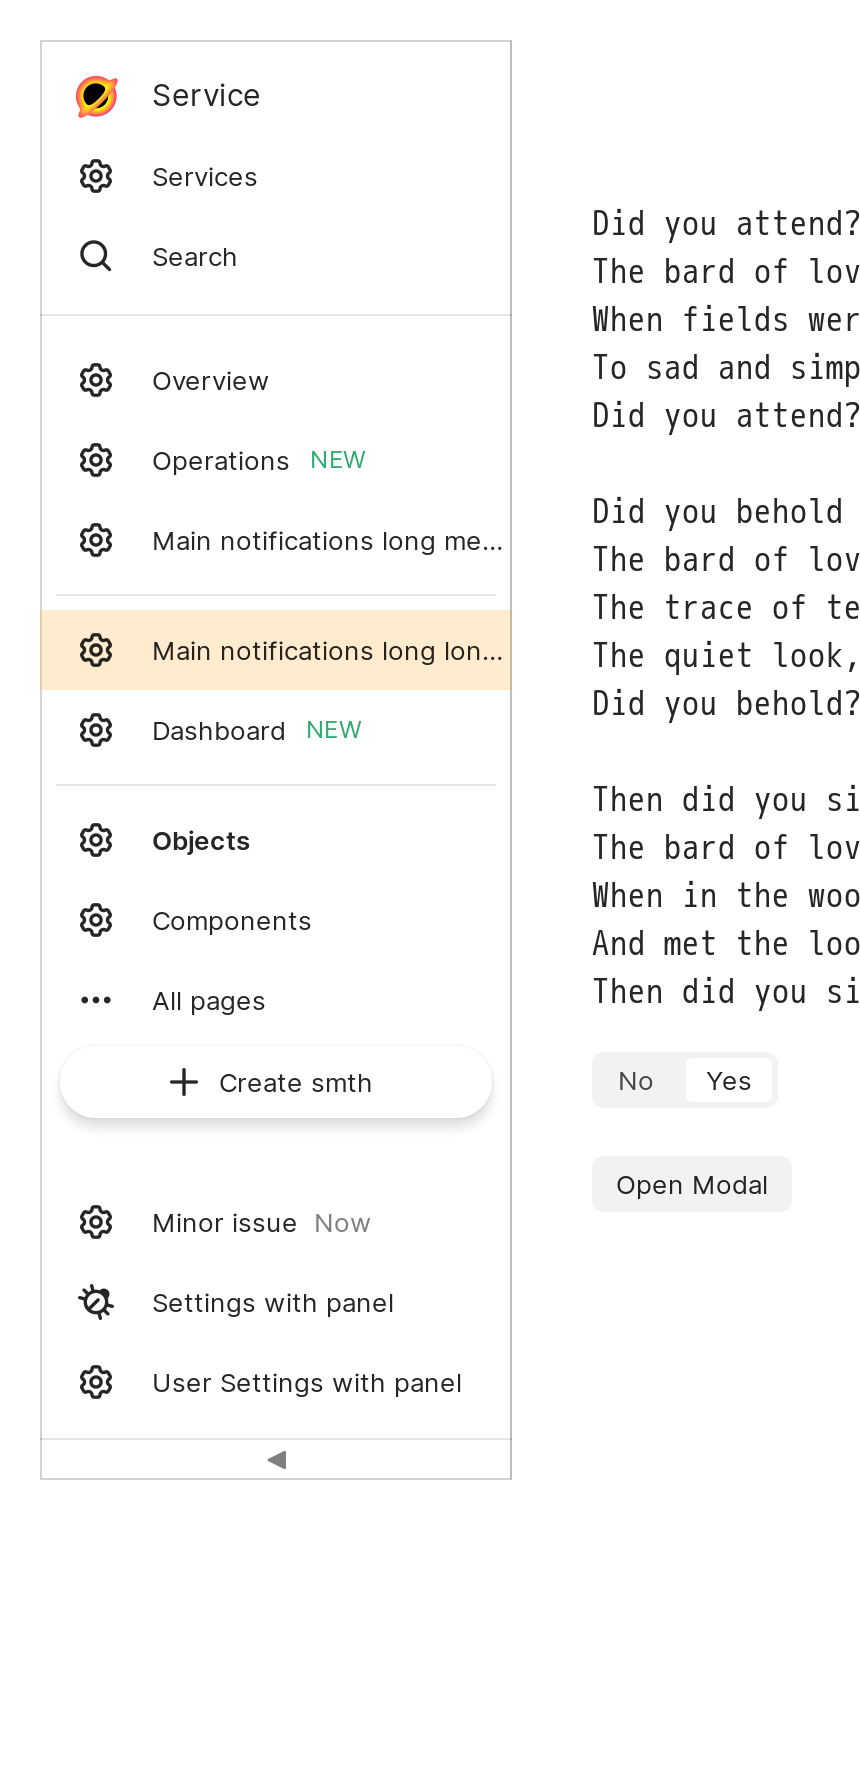 Service
Services
Search
Overview
Operations NEW
Main notifications long me...
Main notifications long lon...
Dashboard NEW
Objects
Components
All pages
Create smth
Minor issue Now
Settings with panel
User Settings with panel
Did you attend?
The bard of lov
When fields wer
To sad and simp
Did you attend?
Did you behold
The bard of lov
The trace of te
The quiet look,
Did you behold?
Then did you si
The bard of lov
When in the woo
And met the loo
Then did you si
No Yes
Open Modal